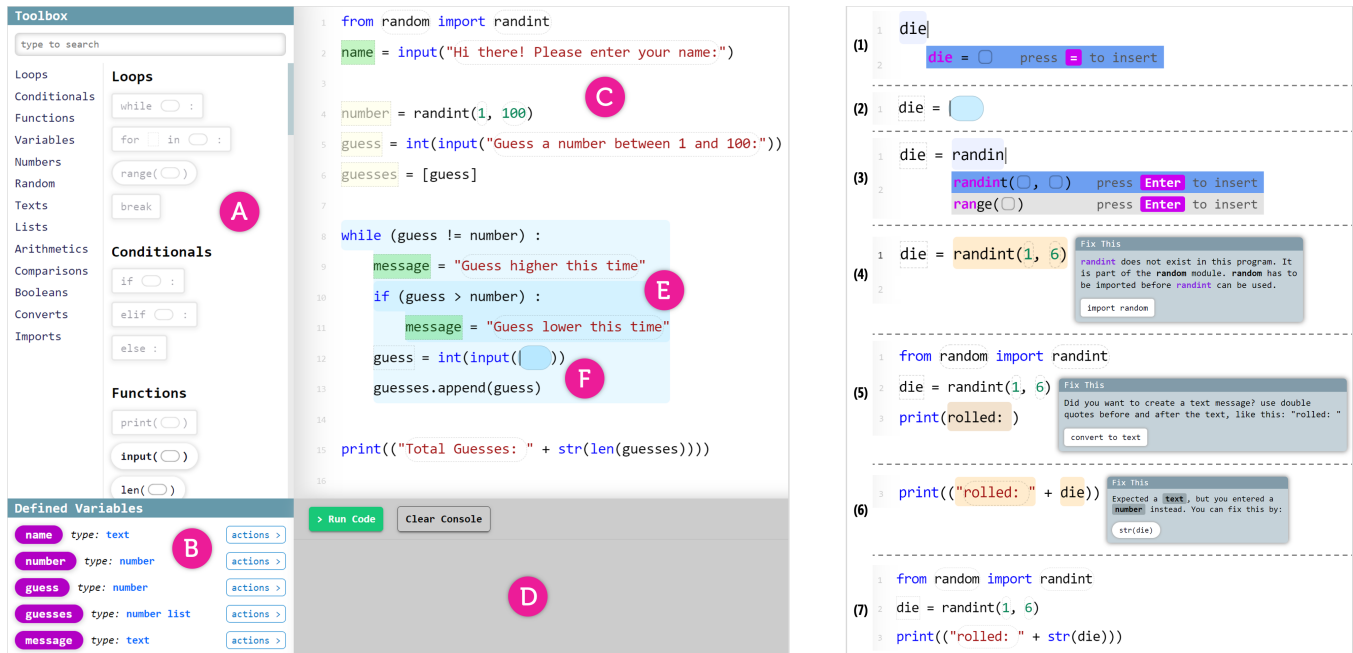 Toolbox
type to search
Loops
Conditionals
Functions
Variables
Numbers
Random
Texts
Lists
Arithmetics
Comparisons
Booleans
Converts
Imports
Loops
while :
for in :
range( )
break
A
Conditionals
if :
elif :
else :
Functions
print( )
input( )
len( )
Defined Variables
name type: text actions >
number type: number actions >
guess type: number actions >
guesses type: number list actions >
message type: text actions >
B
1 from random import randint
2 name = input("Hi there! Please enter your name:")
3
4 number = randint(1, 100)
5 guess = int(input("Guess a number between 1 and 100:"))
6 guesses = [guess]
7
8 while (guess != number) :
9 message = "Guess higher this time"
10 if (guess > number) :
11 message = "Guess lower this time"
12 guess = int(input( ))
13 guesses.append(guess)
14
15 print(("Total Guesses: " + str(len(guesses))))
16
C
E
F
> Run Code Clear Console
D
(1)
1 die
2 die = press = to insert
(2) 1 die =
(3)
1 die = randin
2 randint( , ) press Enter to insert
range( ) press Enter to insert
(4)
1 die = randint(1, 6)
2
Fix This
randint does not exist in this program. It
is part of the random module. random has to
be imported before randint can be used.
import random
(5)
1 from random import randint
2 die = randint(1, 6)
3 print(rolled: )
Fix This
Did you want to create a text message? use double
quotes before and after the text, like this: "rolled: "
convert to text
(6)
3 print(("rolled: " + die))
Fix This
Expected a text, but you entered a
number instead. You can fix this by:
str(die)
(7)
1 from random import randint
2 die = randint(1, 6)
3 print(("rolled: " + str(die)))